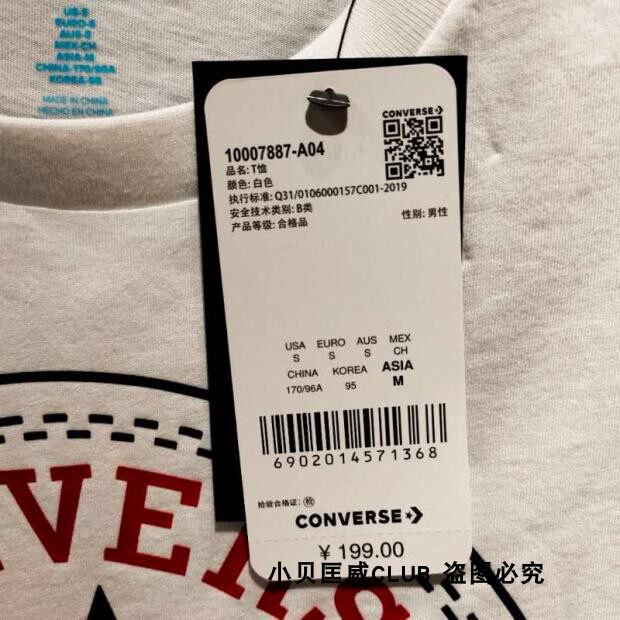 US-S
EURO-S
AUS-S
MEX-CH
ASIA-M
CHINA-170/96A
KOREA-95
MADE IN CHINA
HECHO EN CHINA
CONVERSE
10007887-A04
品名: T恤
颜色: 白色
执行标准: Q31/0106000157C001-2019
安全技术类别: B类
性别: 男性
产品等级: 合格品
USA EURO AUS MEX
S S S CH
CHINA KOREA ASIA
170/96A 95 M
6902014571368
检验合格证: 检
CONVERSE
¥ 199.00
小贝匡威CLUB 盗图必究
NVER